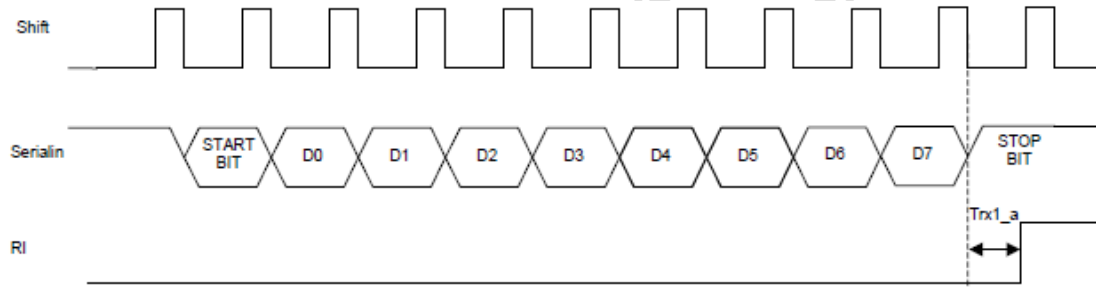 Shift
Serialin
START
BIT
D0
D1
D2
D3
D4
D5
D6
D7
STOP
BIT
Trx1_a
RI